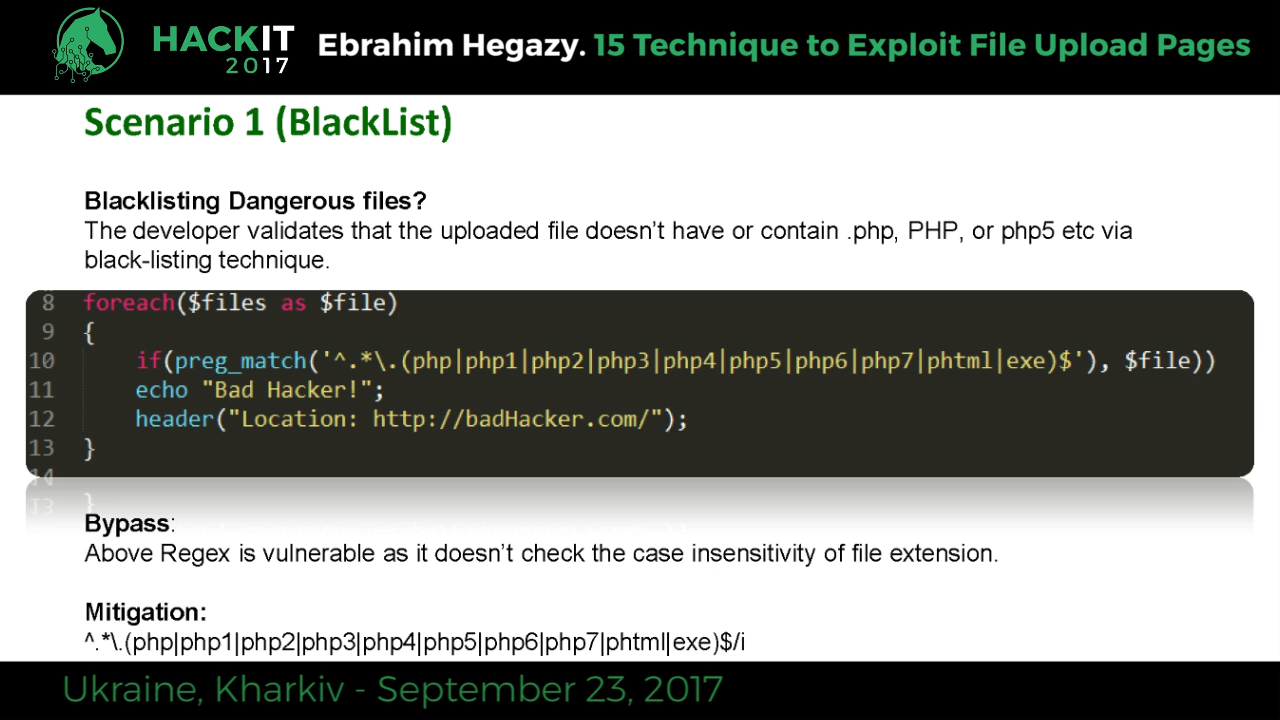 HACKIT
2017
Ebrahim Hegazy. 15 Technique to Exploit File Upload Pages
Scenario 1 (BlackList)
Blacklisting Dangerous files?
The developer validates that the uploaded file doesn’t have or contain .php, PHP, or php5 etc via
black-listing technique.
8 foreach($files as $file)
9 {
10 if(preg_match('^.*\.(php|php1|php2|php3|php4|php5|php6|php7|phtml|exe)$'), $file))
11 echo "Bad Hacker!";
12 header("Location: http://badHacker.com/");
13 }
14
Bypass:
Above Regex is vulnerable as it doesn’t check the case insensitivity of file extension.
Mitigation:
^.*\.(php|php1|php2|php3|php4|php5|php6|php7|phtml|exe)$/i
Ukraine, Kharkiv - September 23, 2017